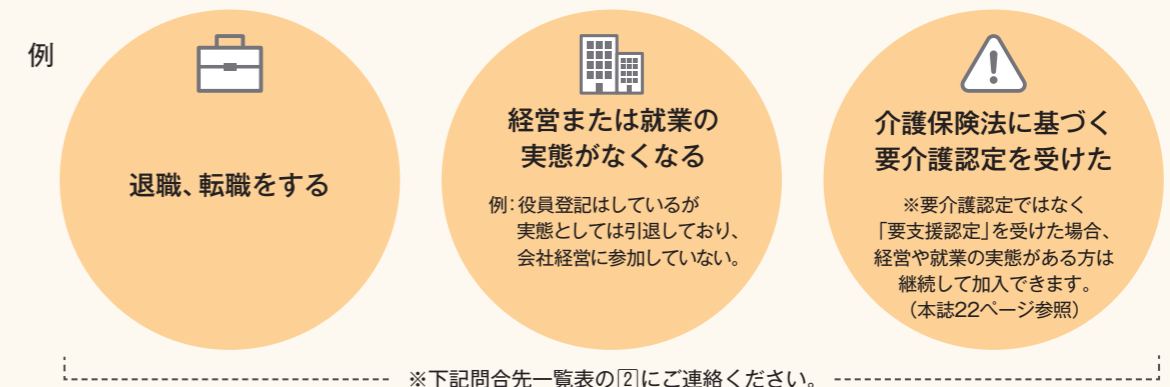 例
退職、転職をする
経営または就業の
実態がなくなる
例：役員登記はしているが
実態としては引退しており、
会社経営に参加していない。
介護保険法に基づく
要介護認定を受けた
※要介護認定ではなく
「要支援認定」を受けた場合、
経営や就業の実態がある方は
継続して加入できます。
（本誌22ページ参照）
※下記問合先一覧表の2にご連絡ください。